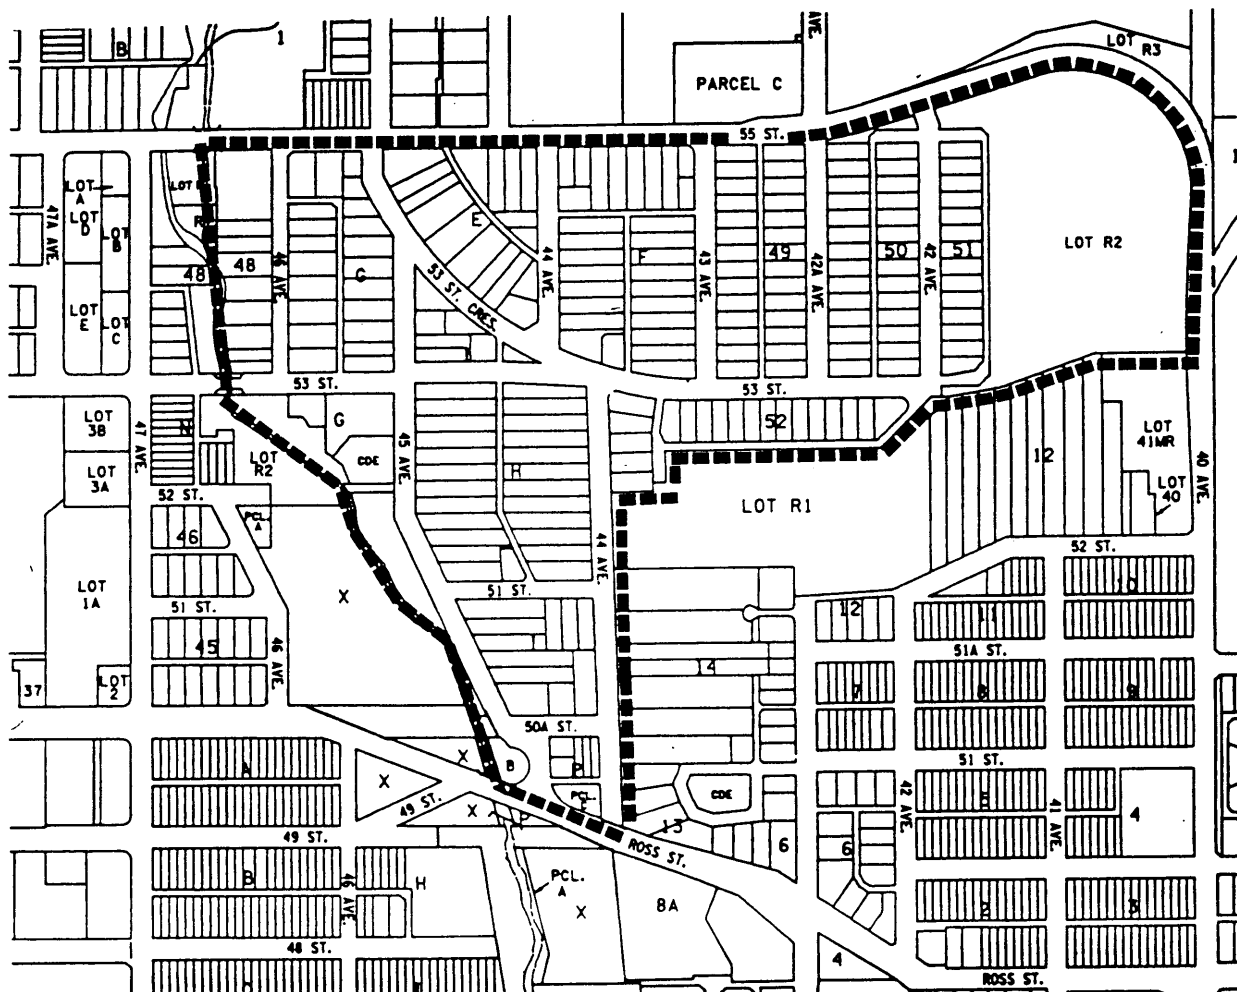 AVE.
1
B
LOT
R3
PARCEL C
55 ST.
1
LOT
A
LOT
LOT
D
47A AVE.
LOT
B
R
E
F
49
50
51
LOT R2
48
48
46 AVE.
G
53 ST. CRES.
44 AVE.
43 AVE.
42A AVE.
42 AVE.
LOT
E
LOT
C
53 ST.
53 ST.
52
LOT
3B
N
G
LOT
41MR
LOT
3A
47 AVE.
LOT
R2
CDE
45 AVE.
12
40 AVE.
52 ST.
LOT
40
LOT R1
PCL.
A
46
44 AVE.
52 ST.
LOT
1A
X
51 ST.
10
51 ST.
12
11
45
46 AVE.
51A ST.
14
37
LOT
2
7
8
9
50A ST.
A
X
X
B
P
51 ST.
CDE
PCL.
49 ST.
X
P
42 AVE.
41 AVE.
4
49 ST.
13
6
6
ROSS ST.
B
46 AVE.
H
PCL.
A
X
8A
2
3
48 ST.
4
ROSS ST.